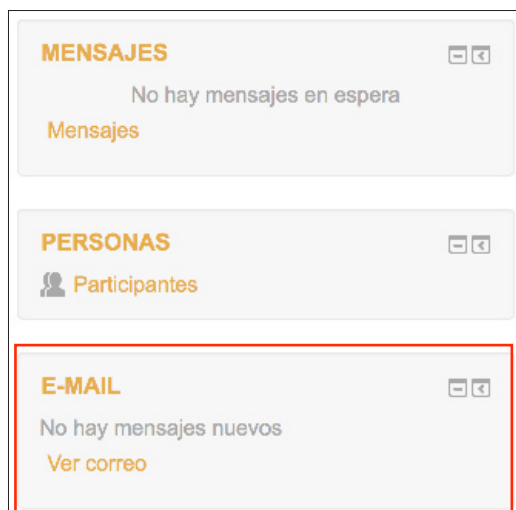 MENSAJES
No hay mensajes en espera
Mensajes
PERSONAS
Participantes
E-MAIL
No hay mensajes nuevos
Ver correo